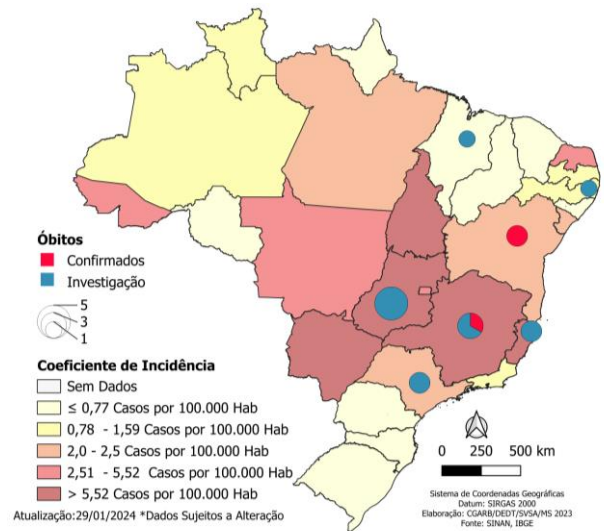 Óbitos
Confirmados
Investigação
5
3
1
Coeficiente de Incidência
Sem Dados
≤ 0,77 Casos por 100.000 Hab
0,78 - 1,59 Casos por 100.000 Hab
2,0 - 2,5 Casos por 100.000 Hab
2,51 - 5,52 Casos por 100.000 Hab
> 5,52 Casos por 100.000 Hab
Atualização:29/01/2024 *Dados Sujeitos a Alteração
0 250 500 km
Sistema de Coordenadas Geográficas
Datum: SIRGAS 2000
Elaboração: CGARB/DEDT/SVSA/MS 2023
Fonte: SINAN, IBGE